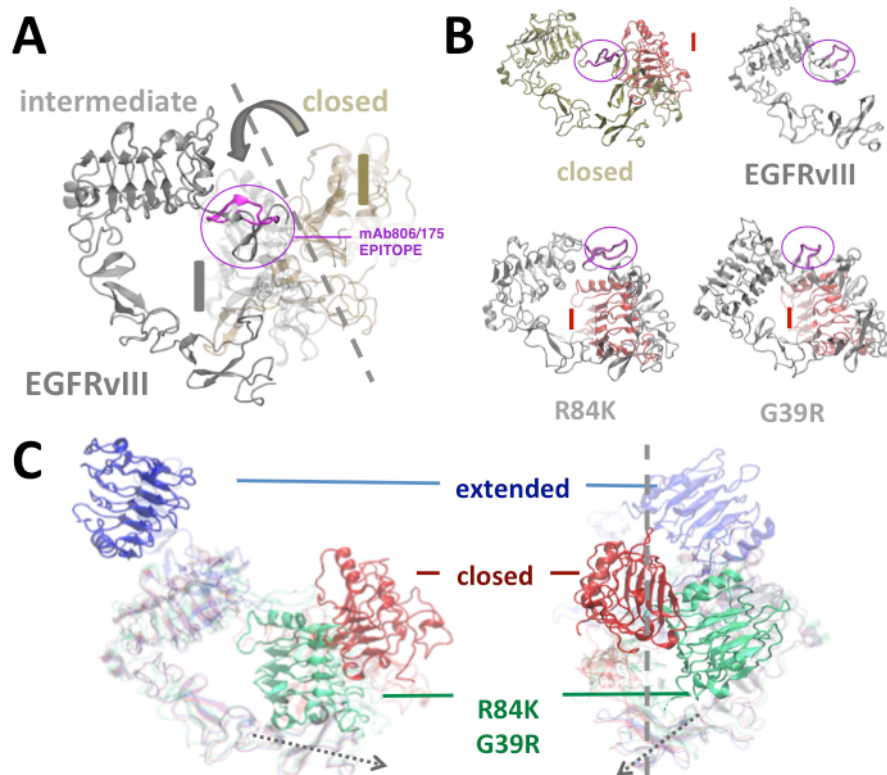 A
intermediate
closed
mAb806/175
EPITOPE
EGFRvIII
B
I
closed
EGFRvIII
I
R84K
I
G39R
C
extended
closed
R84K
G39R